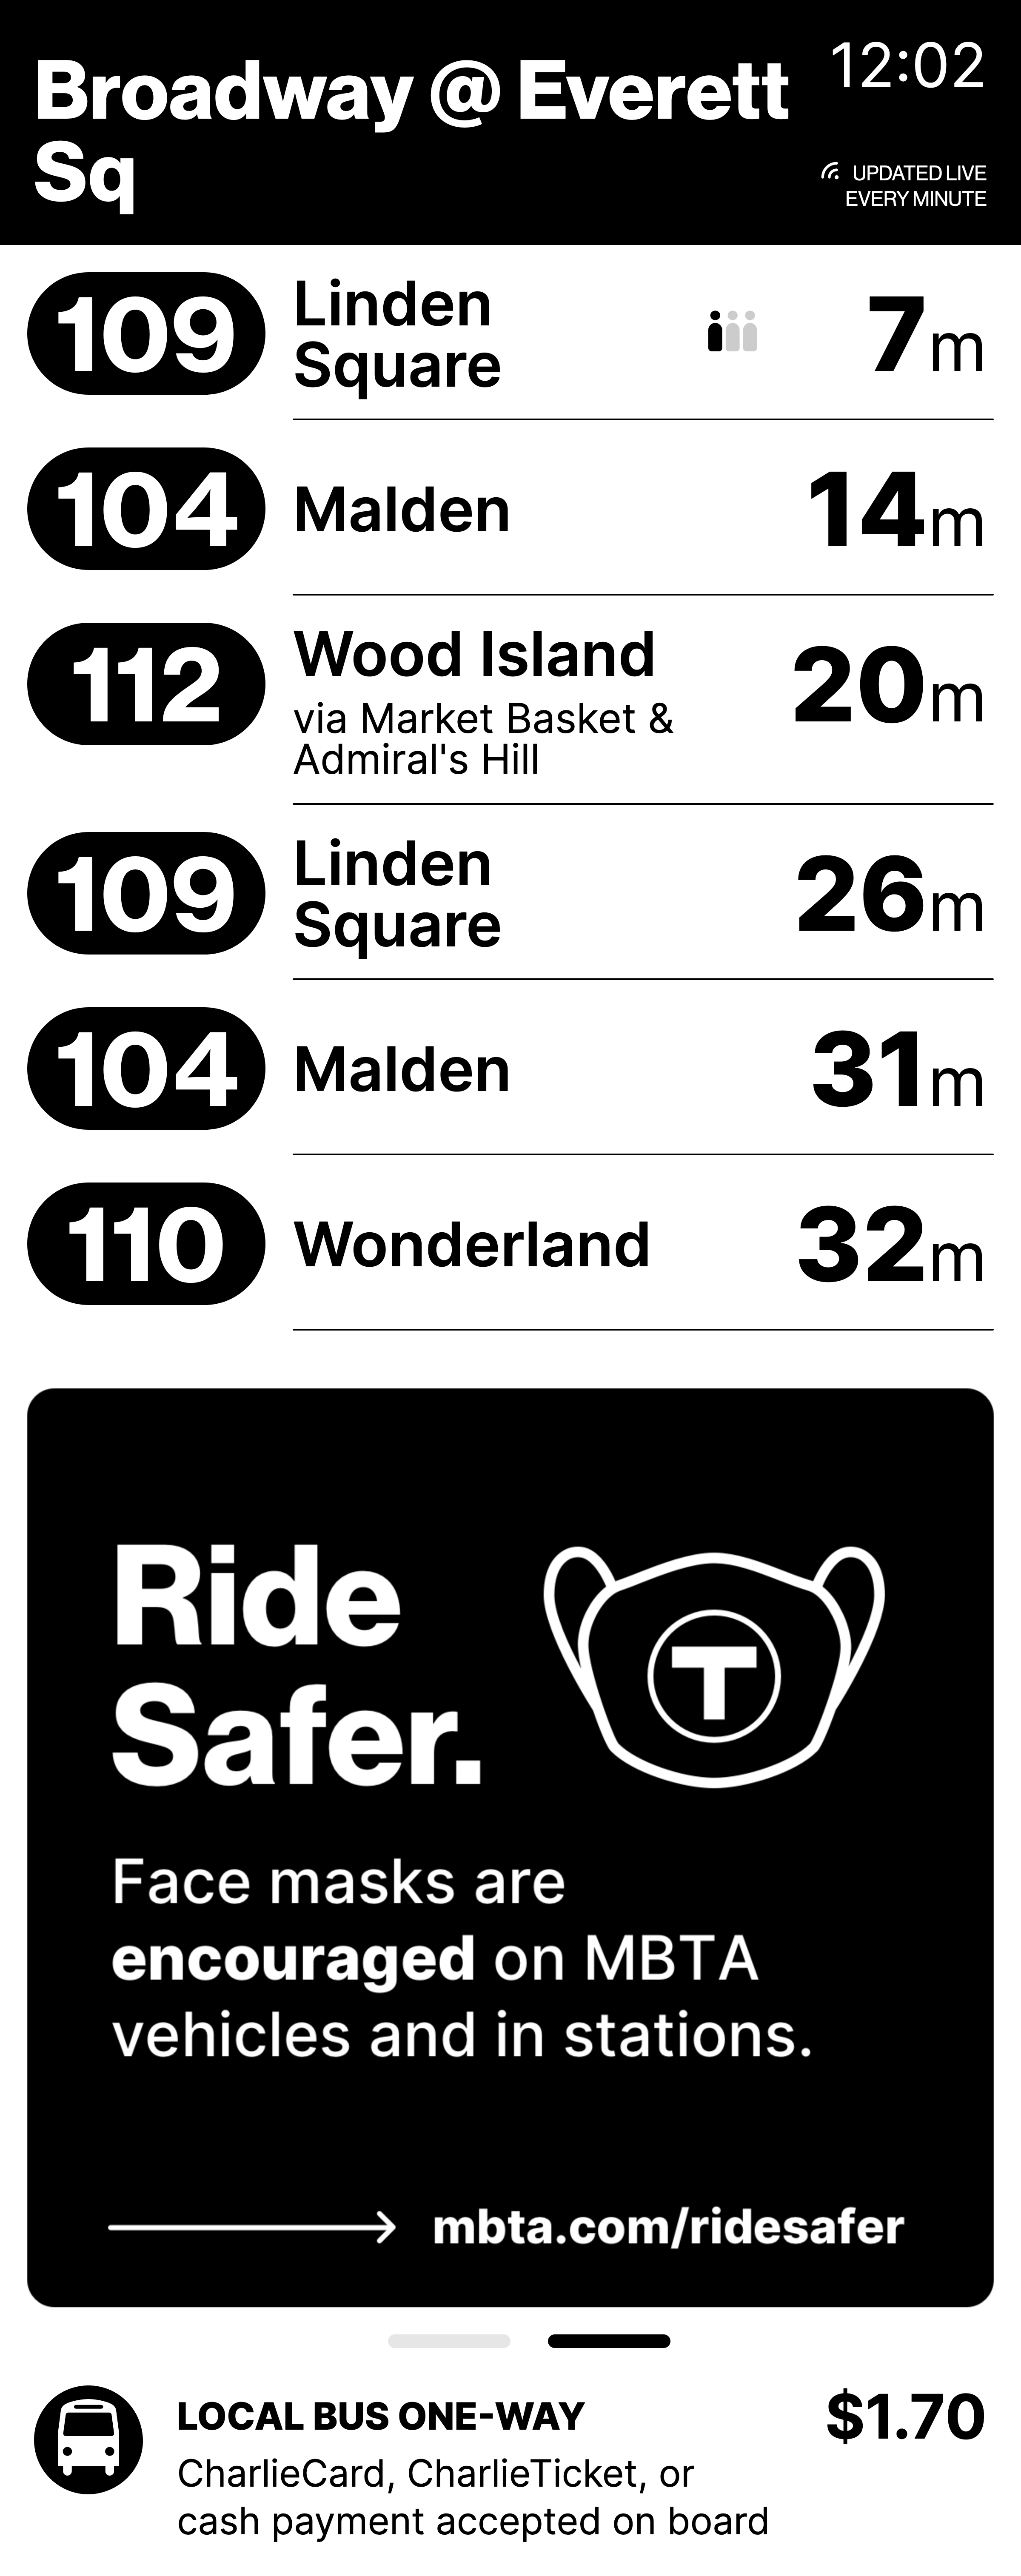 Broadway @ Everett
Sq
12:02
UPDATED LIVE
EVERY MINUTE
109
Linden
Square
7m
104
Malden
14m
112
Wood Island
via Market Basket &
Admiral's Hill
20m
109
Linden
Square
26m
104
Malden
31m
110
Wonderland
32m
Ride
Safer.
T
Face masks are
encouraged on MBTA
vehicles and in stations.
mbta.com/ridesafer
LOCAL BUS ONE-WAY
$1.70
CharlieCard, CharlieTicket, or
cash payment accepted on board